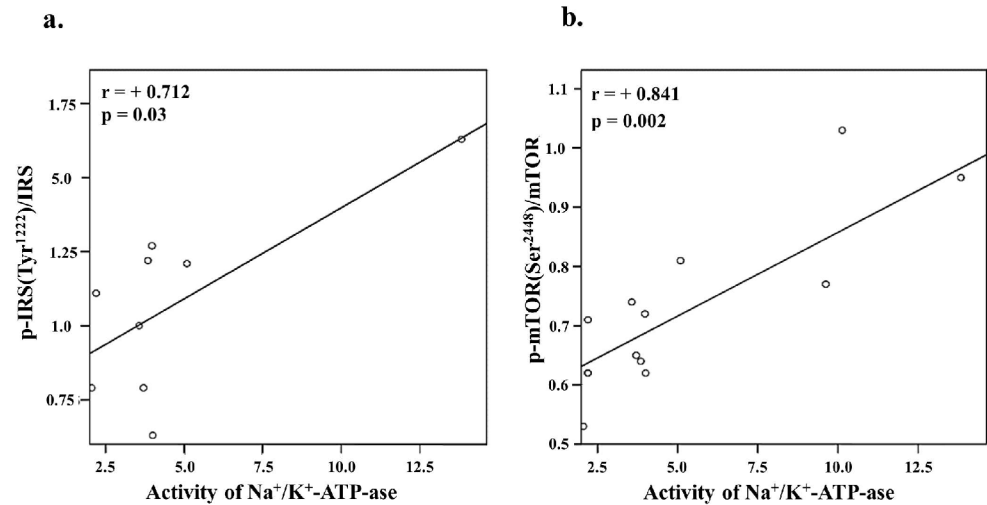 a.
r = + 0.712
p = 0.03
p-IRS(Tyr¹²²²)/IRS
1.75
5.0
1.25
1.0
0.75
2.5 5.0 7.5 10.0 12.5
Activity of Na⁺/K⁺-ATP-ase
b.
r = + 0.841
p = 0.002
p-mTOR(Ser²⁴⁴⁸)/mTOR
1.1
1.0
0.9
0.8
0.7
0.6
0.5
2.5 5.0 7.5 10.0 12.5
Activity of Na⁺/K⁺-ATP-ase